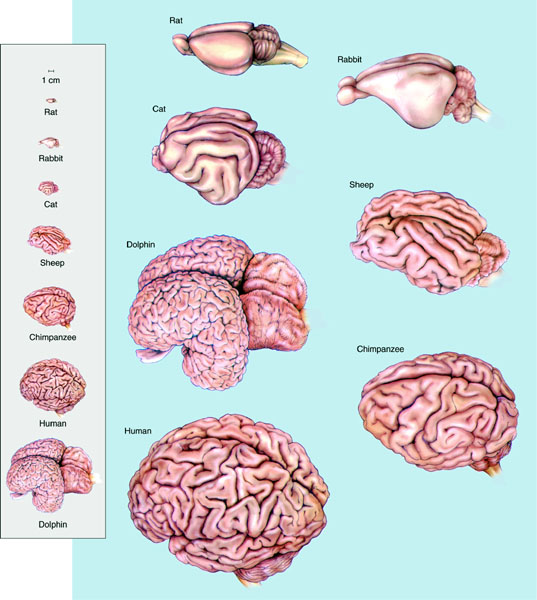 1 cm
Rat
Rabbit
Cat
Sheep
Chimpanzee
Human
Dolphin
Rat
Rabbit
Cat
Sheep
Dolphin
Chimpanzee
Human